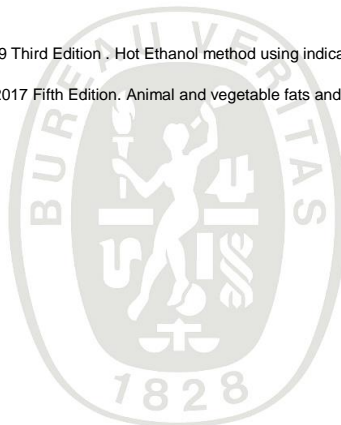 9 Third Edition . Hot Ethanol method using indica
2017 Fifth Edition. Animal and vegetable fats and
BUREAU VERITAS
1828